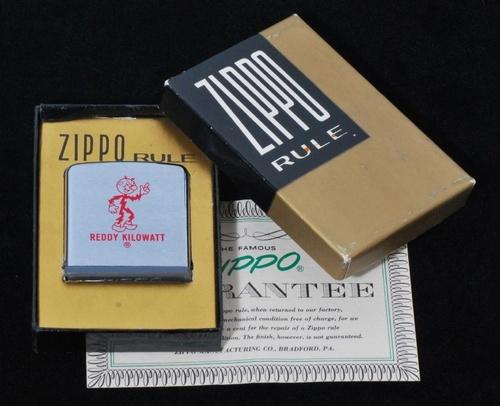 ZIPPO
RULE
ZIPPO RULE
REDDY KILOWATT
®
THE FAMOUS
ZIPPO®
RANTEE
ppo rule, when returned to our factory,
mechanical condition free of charge, for we
a cent for the repair of a Zippo rule
The finish, however, is not guaranteed.
MANUFACTURING CO., BRADFORD, PA.